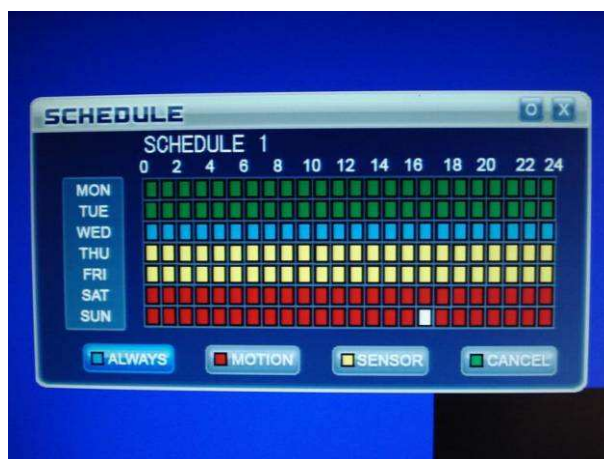 SCHEDULE O X
SCHEDULE 1
0 2 4 6 8 10 12 14 16 18 20 22 24
MON
TUE
WED
THU
FRI
SAT
SUN
ALWAYS MOTION SENSOR CANCEL